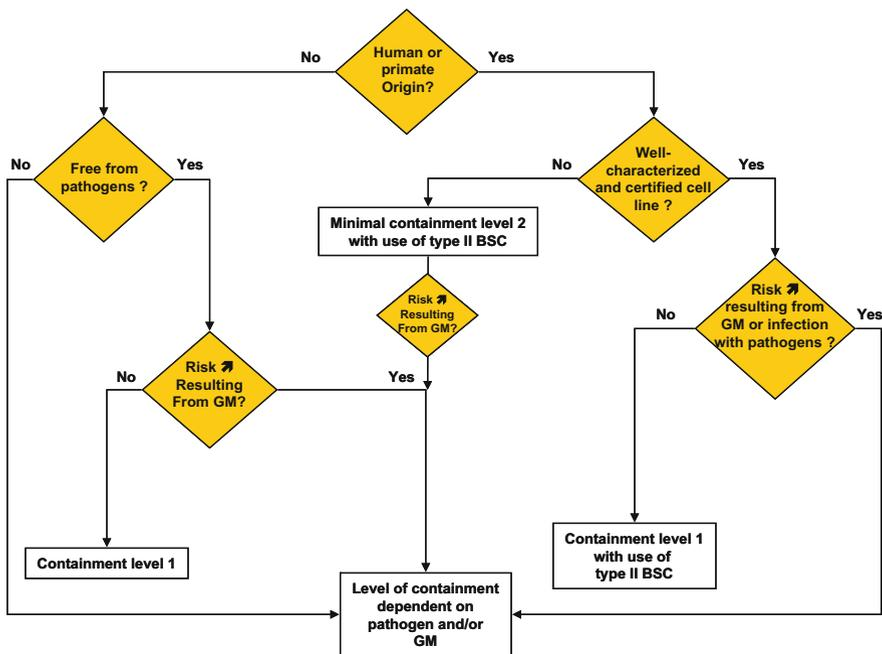 Human or
primate
Origin?
No
Yes
Free from
pathogens ?
No
Yes
Well-
characterized
and certified cell
line ?
No
Yes
Minimal containment level 2
with use of type II BSC
Risk ⬈
Resulting
From GM?
Risk ⬈
resulting from
GM or infection
with pathogens ?
No
Yes
Risk ⬈
Resulting
From GM?
No
Yes
Containment level 1
Containment level 1
with use of
type II BSC
Level of containment
dependent on
pathogen and/or
GM